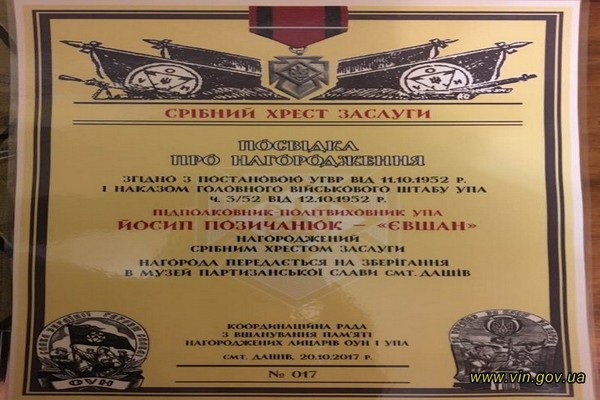 СРІБНИЙ ХРЕСТ ЗАСЛУГИ
ПОСВІДКА
ПРО НАГОРОДЖЕННЯ
ЗГІДНО З ПОСТАНОВОЮ УГВР ВІД 11.10.1952 Р.
І НАКАЗОМ ГОЛОВНОГО ВІЙСЬКОВОГО ШТАБУ УПА
Ч. 3/52 ВІД 12.10.1952 Р.
ПІДПОЛКОВНИК-ПОЛІТВИХОВНИК УПА
ЙОСИП ПОЗИЧАНЮК – «ЄВШАН»
НАГОРОДЖЕНИЙ
СРІБНИМ ХРЕСТОМ ЗАСЛУГИ
НАГОРОДА ПЕРЕДАЄТЬСЯ НА ЗБЕРІГАННЯ
В МУЗЕЙ ПАРТИЗАНСЬКОЇ СЛАВИ СМТ. ДАШІВ
КООРДИНАЦІЙНА РАДА
З ВШАНУВАННЯ ПАМ'ЯТІ
НАГОРОДЖЕНИХ ЛИЦАРІВ ОУН І УПА
СМТ. ДАШІВ, 20.10.2017 Р.
№ 017
ОУН
www.vin.gov.ua